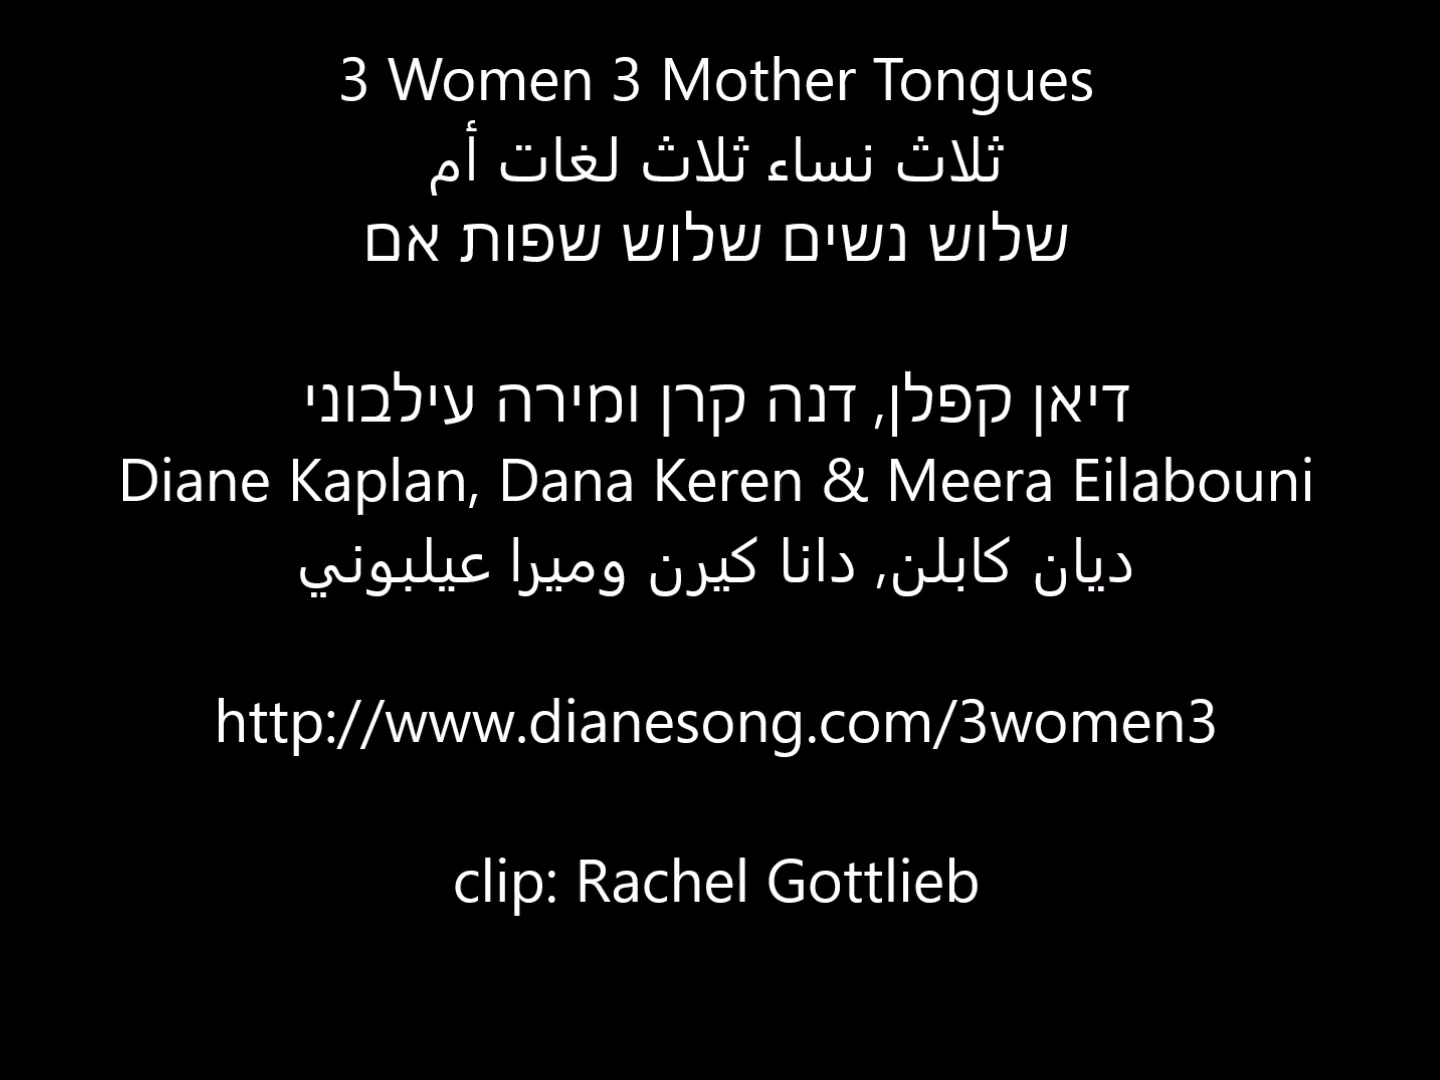 3 Women 3 Mother Tongues
ثلاث نساء ثلاث لغات أم
שלוש נשים שלוש שפות אם
דיאן קפלן, דנה קרן ומירה עילבוני
Diane Kaplan, Dana Keren & Meera Eilabouni
ديان كابلن, دانا كيرن وميرا عيلبوني
http://www.dianesong.com/3women3
clip: Rachel Gottlieb